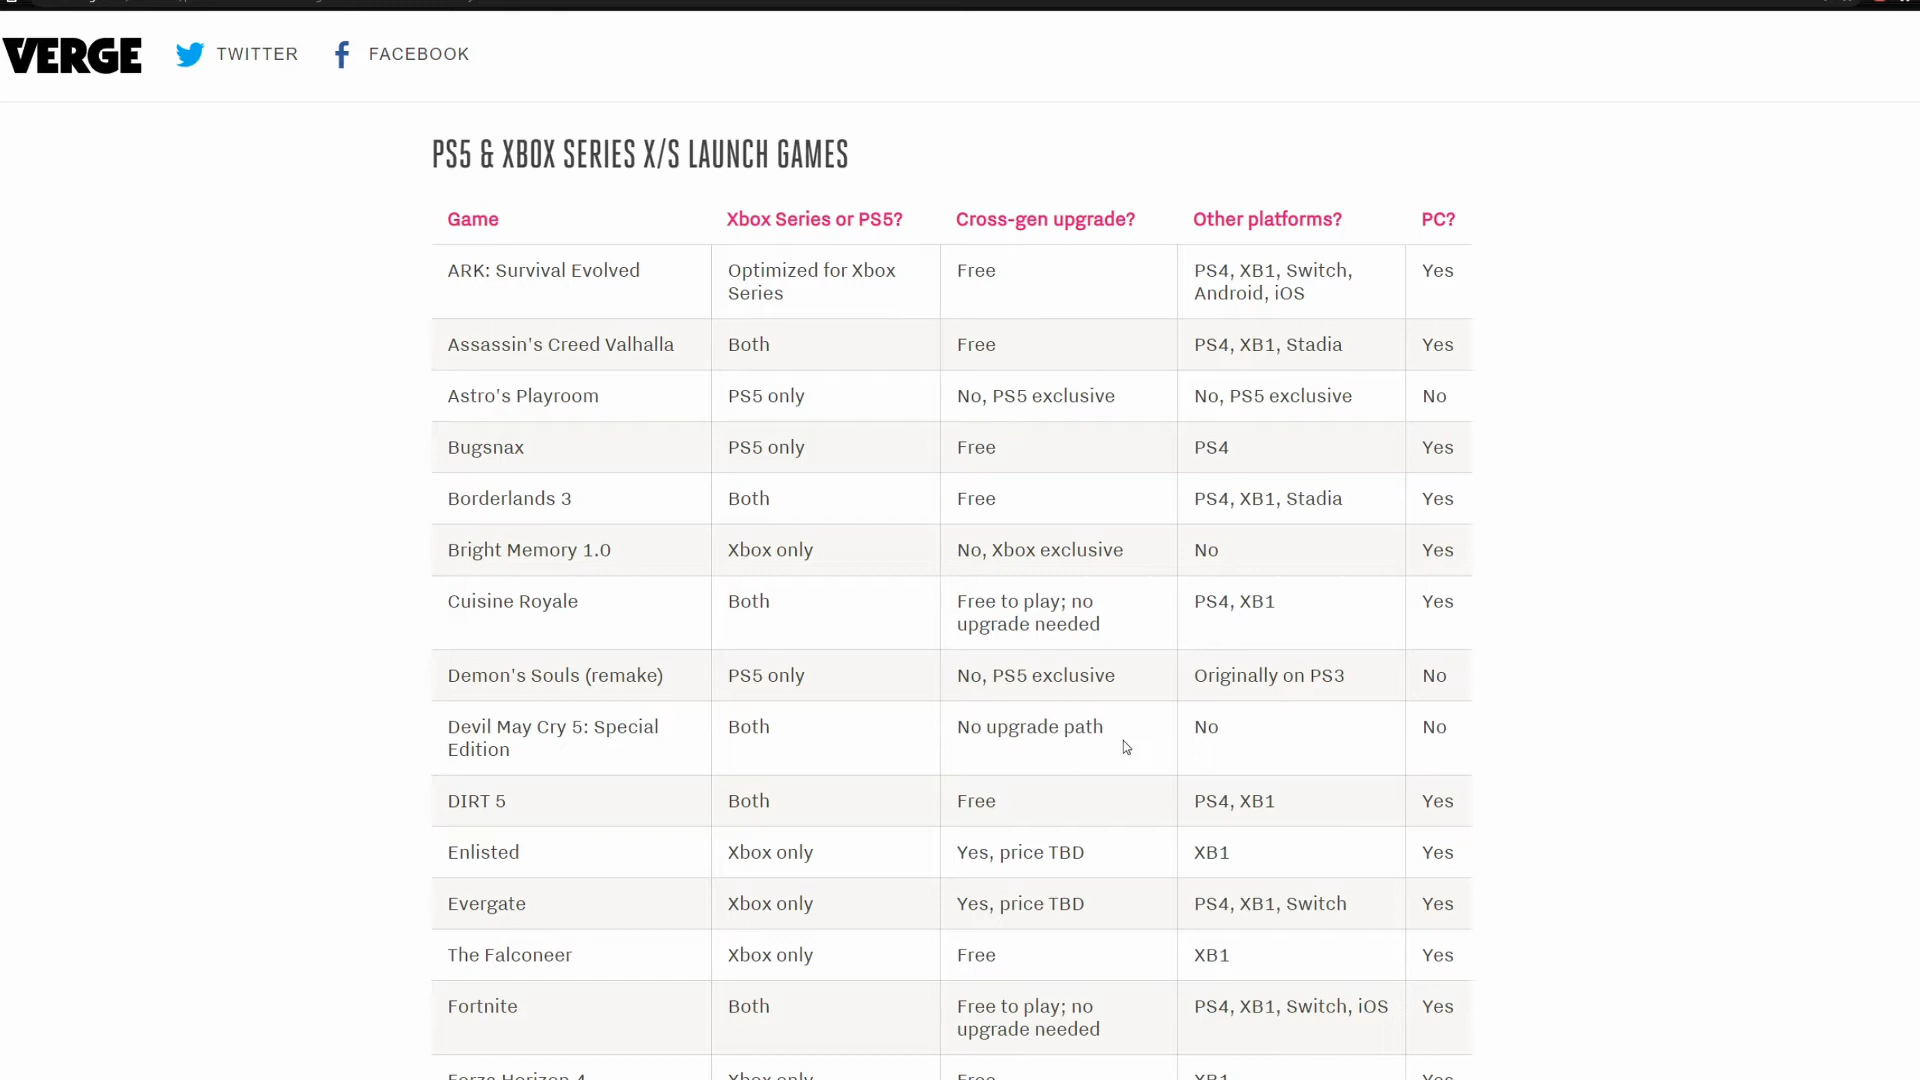 VERGE TWITTER FACEBOOK
PS5 & XBOX SERIES X/S LAUNCH GAMES
Game Xbox Series or PS5? Cross-gen upgrade? Other platforms? PC?
ARK: Survival Evolved Optimized for Xbox Free PS4, XB1, Switch, Yes
Series Android, iOS
Assassin's Creed Valhalla Both Free PS4, XB1, Stadia Yes
Astro's Playroom PS5 only No, PS5 exclusive No, PS5 exclusive No
Bugsnax PS5 only Free PS4 Yes
Borderlands 3 Both Free PS4, XB1, Stadia Yes
Bright Memory 1.0 Xbox only No, Xbox exclusive No Yes
Cuisine Royale Both Free to play; no PS4, XB1 Yes
upgrade needed
Demon's Souls (remake) PS5 only No, PS5 exclusive Originally on PS3 No
Devil May Cry 5: Special Both No upgrade path No No
Edition
DIRT 5 Both Free PS4, XB1 Yes
Enlisted Xbox only Yes, price TBD XB1 Yes
Evergate Xbox only Yes, price TBD PS4, XB1, Switch Yes
The Falconeer Xbox only Free XB1 Yes
Fortnite Both Free to play; no PS4, XB1, Switch, iOS Yes
upgrade needed
Forza Horizon 4 Xbox only Free XB1 Yes